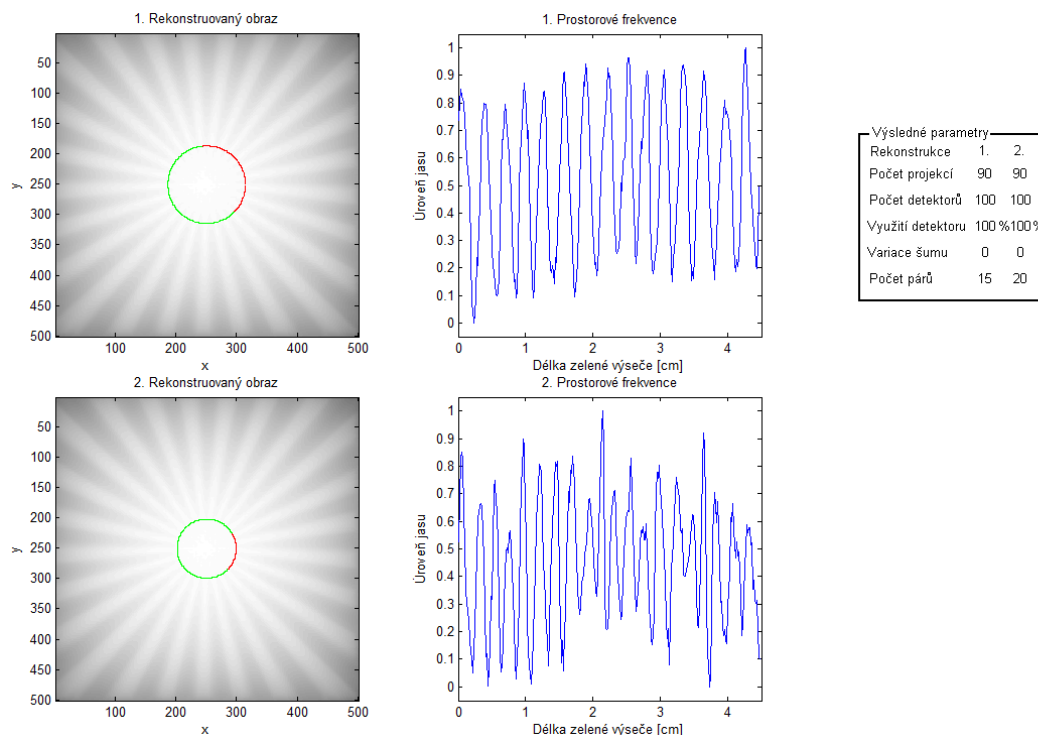 1. Rekonstruovaný obraz
50
100
150
200
250
300
350
400
450
500
y
100 200 300 400 500
x
1. Prostorové frekvence
1
0.9
0.8
0.7
0.6
0.5
0.4
0.3
0.2
0.1
0
Úroveň jasu
0 1 2 3 4
Délka zelené výseče [cm]
Výsledné parametry
Rekonstrukce 1. 2.
Počet projekcí 90 90
Počet detektorů 100 100
Využití detektoru 100 %100%
Variace šumu 0 0
Počet párů 15 20
2. Rekonstruovaný obraz
50
100
150
200
250
300
350
400
450
500
y
100 200 300 400 500
x
2. Prostorové frekvence
1
0.9
0.8
0.7
0.6
0.5
0.4
0.3
0.2
0.1
0
Úroveň jasu
0 1 2 3 4
Délka zelené výseče [cm]